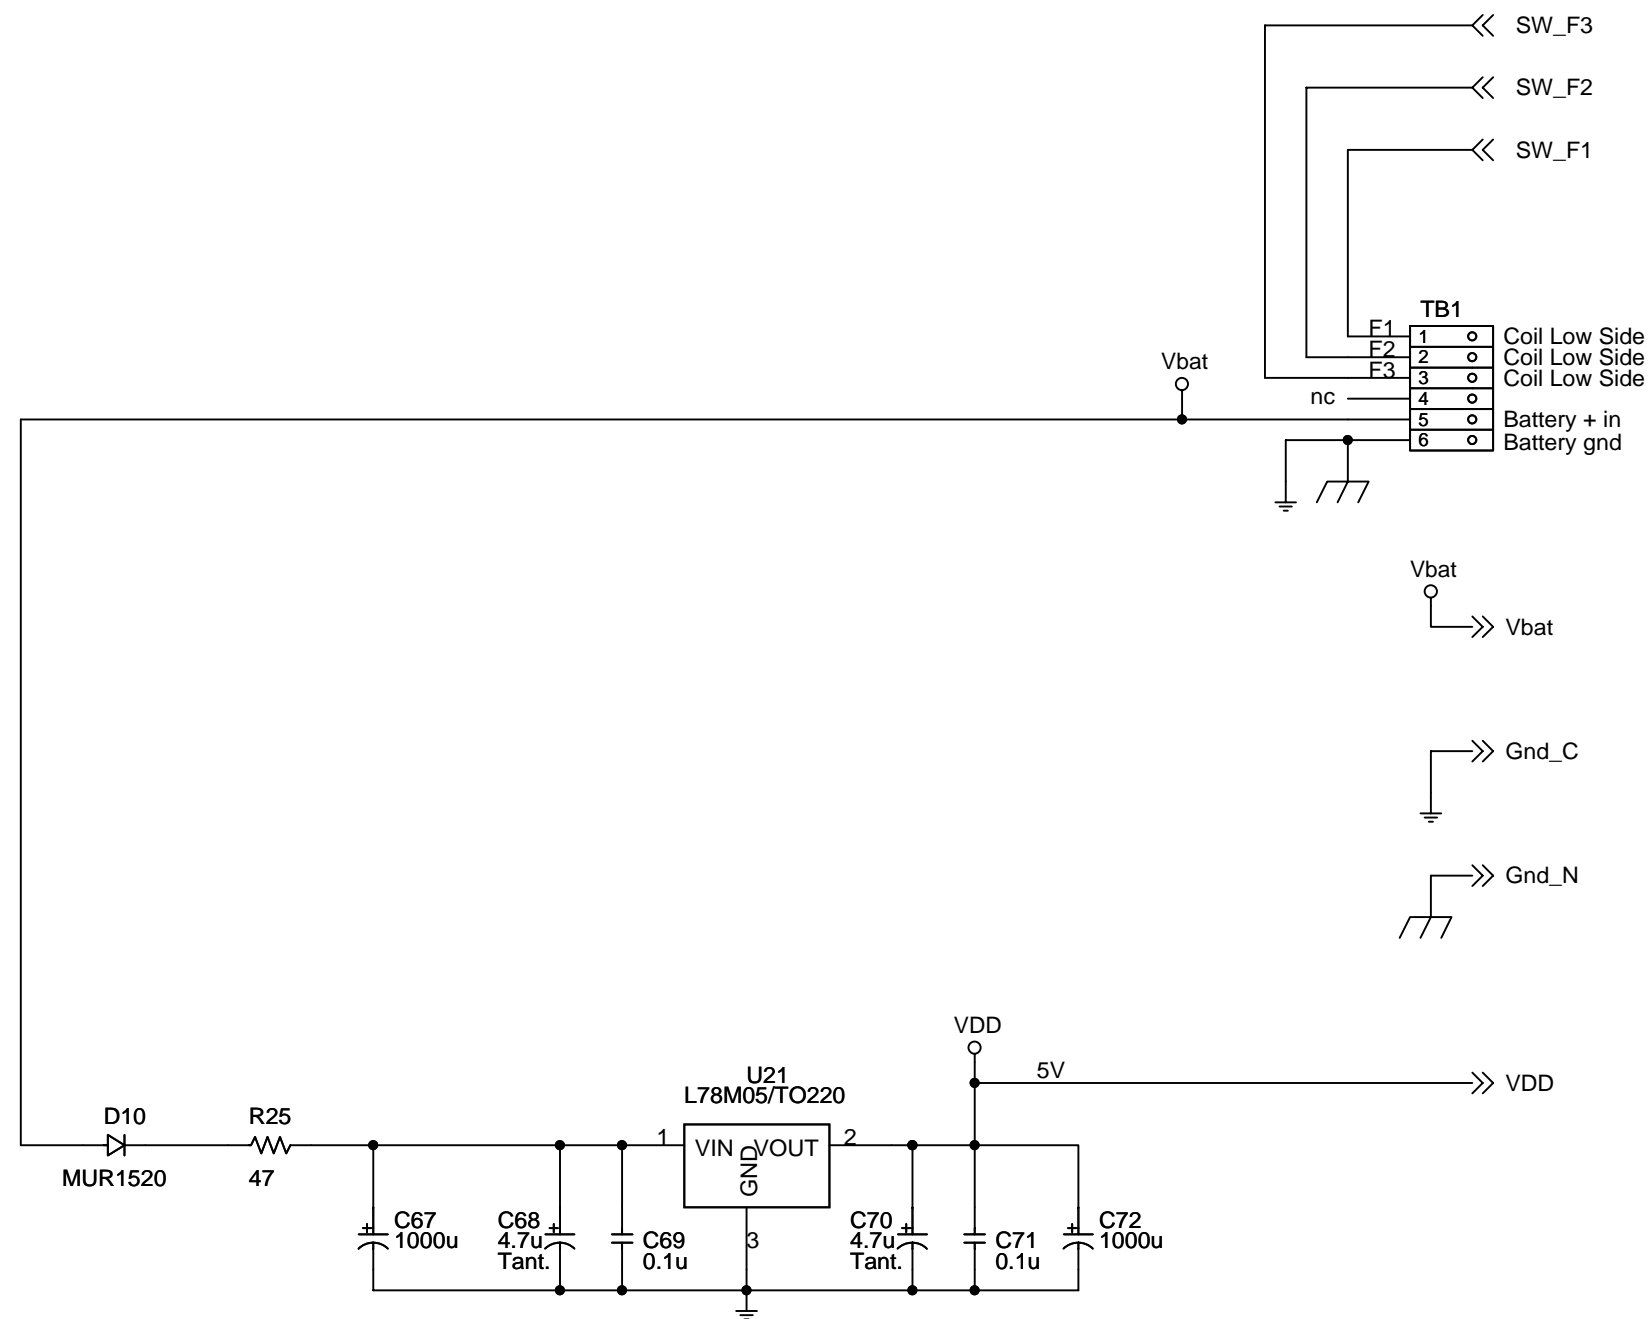 SW_F3
SW_F2
SW_F1
TB1
F1
1
Coil Low Side
F2
2
Coil Low Side
F3
3
Coil Low Side
Vbat
nc
4
5
Battery + in
6
Battery gnd
Vbat
Vbat
Gnd_C
Gnd_N
VDD
5V
VDD
U21
L78M05/TO220
D10
MUR1520
R25
47
1
VIN
VOUT
GND
2
3
C67
1000u
C68
4.7u
Tant.
C69
0.1u
C70
4.7u
Tant.
C71
0.1u
C72
1000u